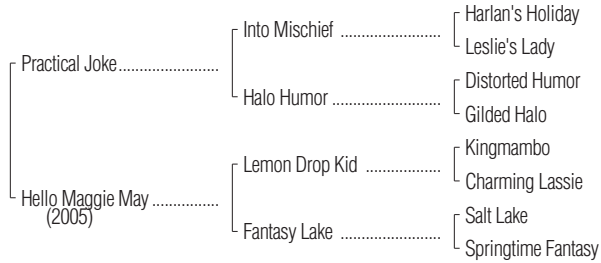 Harlan's Holiday
Into Mischief ........................
Leslie's Lady
Practical Joke ........................
Distorted Humor
Halo Humor ..........................
Gilded Halo
Kingmambo
Lemon Drop Kid ..................
Charming Lassie
Hello Maggie May ................
(2005)
Salt Lake
Fantasy Lake ........................
Springtime Fantasy